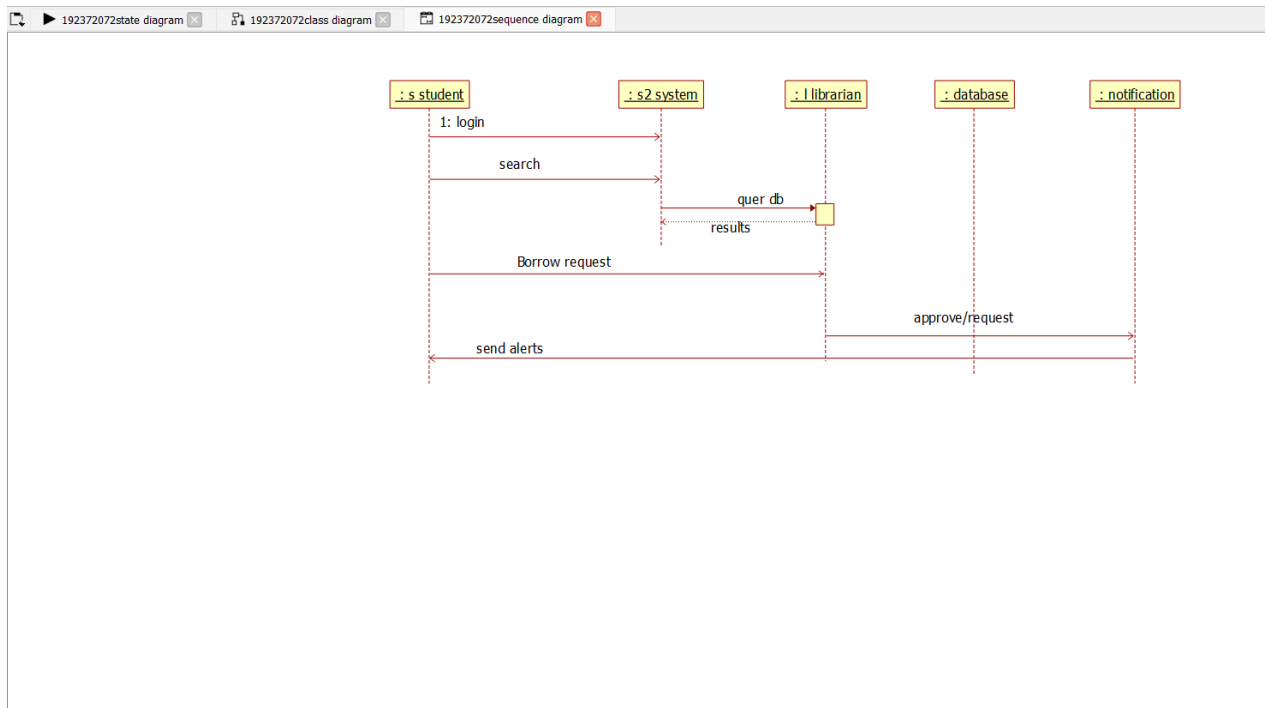 192372072state diagram
192372072class diagram
192372072sequence diagram
: s student
: s2 system
: l librarian
: database
: notification
1: login
search
quer db
results
Borrow request
approve/request
send alerts